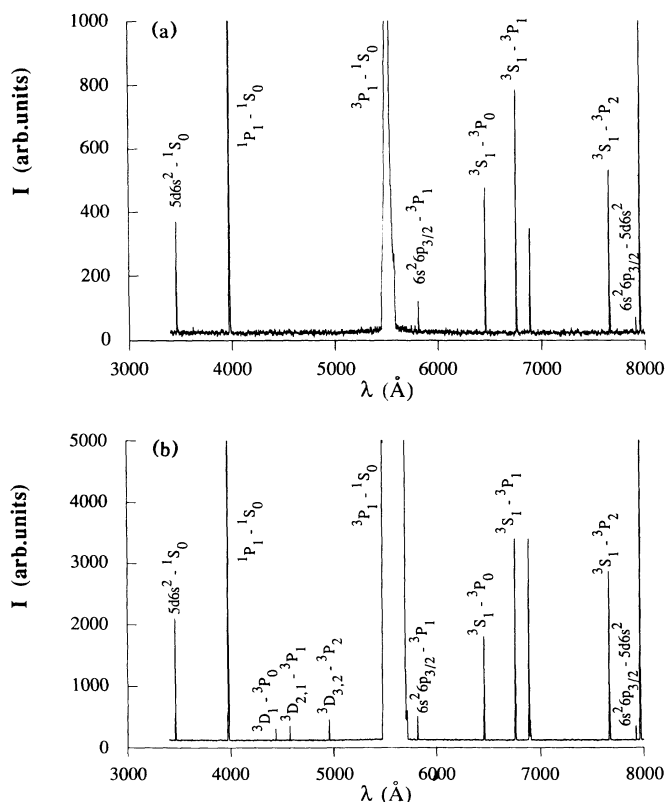 (a)
I (arb.units)
1000
800
600
400
200
0
5d6s² - ¹S₀
¹P₁ - ¹S₀
³P₁ - ¹S₀
6s²6p₃/₂ - ³P₁
³S₁ - ³P₀
³S₁ - ³P₁
³S₁ - ³P₂
6s²6p₃/₂ - 5d6s²
3000 4000 5000 6000 7000 8000
λ (Å)
(b)
I (arb.units)
5000
4000
3000
2000
1000
0
5d6s² - ¹S₀
¹P₁ - ¹S₀
³D₁ - ³P₀
³D₂,₁ - ³P₁
³D₃,₂ - ³P₂
³P₁ - ¹S₀
6s²6p₃/₂ - ³P₁
³S₁ - ³P₀
³S₁ - ³P₁
³S₁ - ³P₂
6s²6p₃/₂ - 5d6s²
3000 4000 5000 6000 7000 8000
λ (Å)